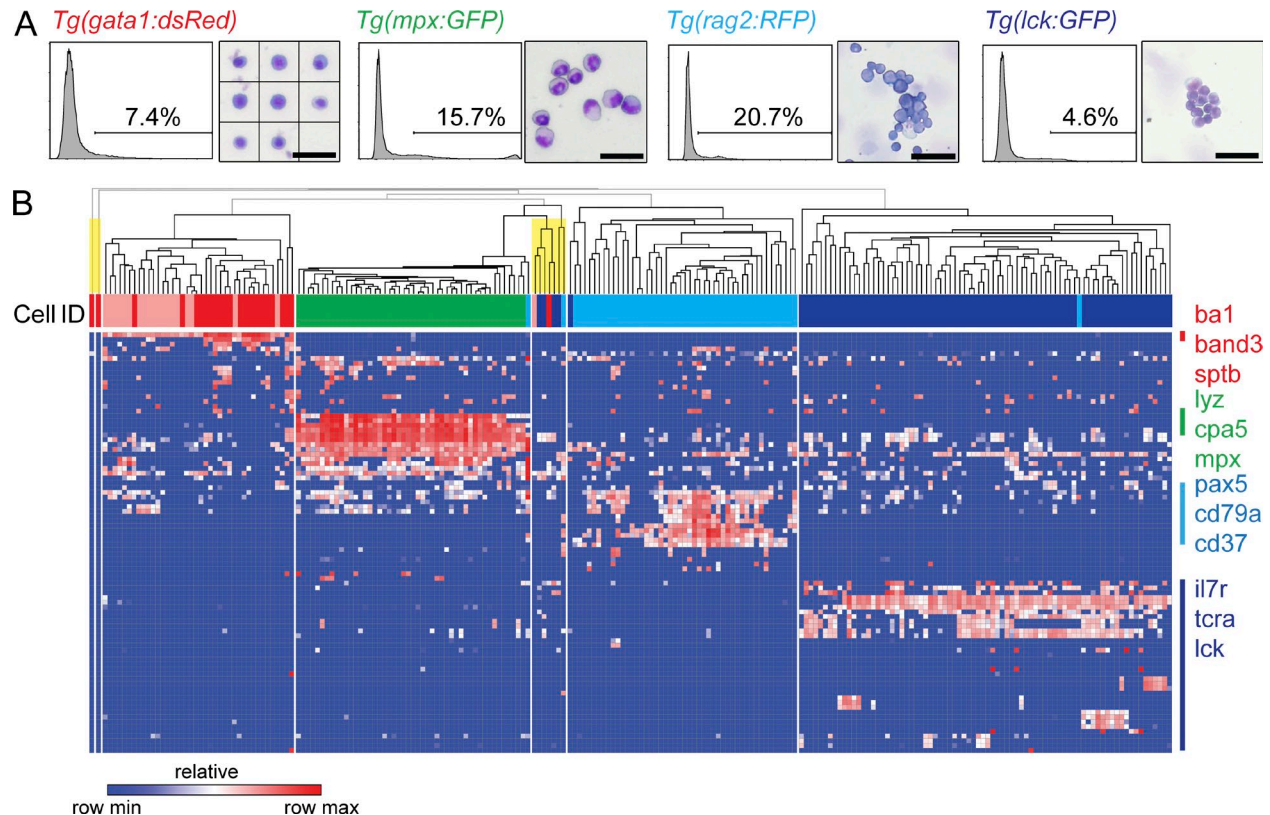 A
Tg(gata1:dsRed)
Tg(mpx:GFP)
Tg(rag2:RFP)
Tg(lck:GFP)
7.4%
15.7%
20.7%
4.6%
B
Cell ID
ba1
band3
sptb
lyz
cpa5
mpx
pax5
cd79a
cd37
il7r
tcra
lck
relative
row min
row max